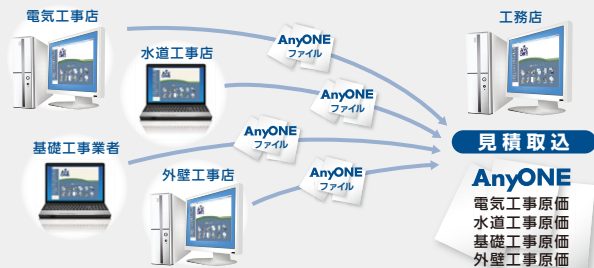 電気工事店
水道工事店
基礎工事業者
外壁工事店
AnyONE
ファイル
AnyONE
ファイル
AnyONE
ファイル
AnyONE
ファイル
工務店
見積取込
AnyONE
電気工事原価
水道工事原価
基礎工事原価
外壁工事原価